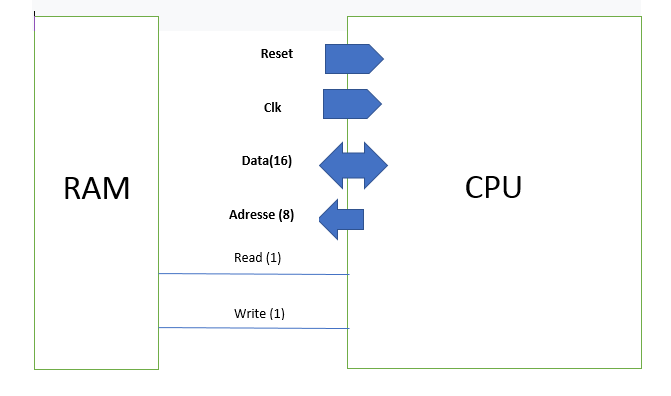 Reset
Clk
Data(16)
RAM
CPU
Adresse (8)
Read (1)
Write (1)